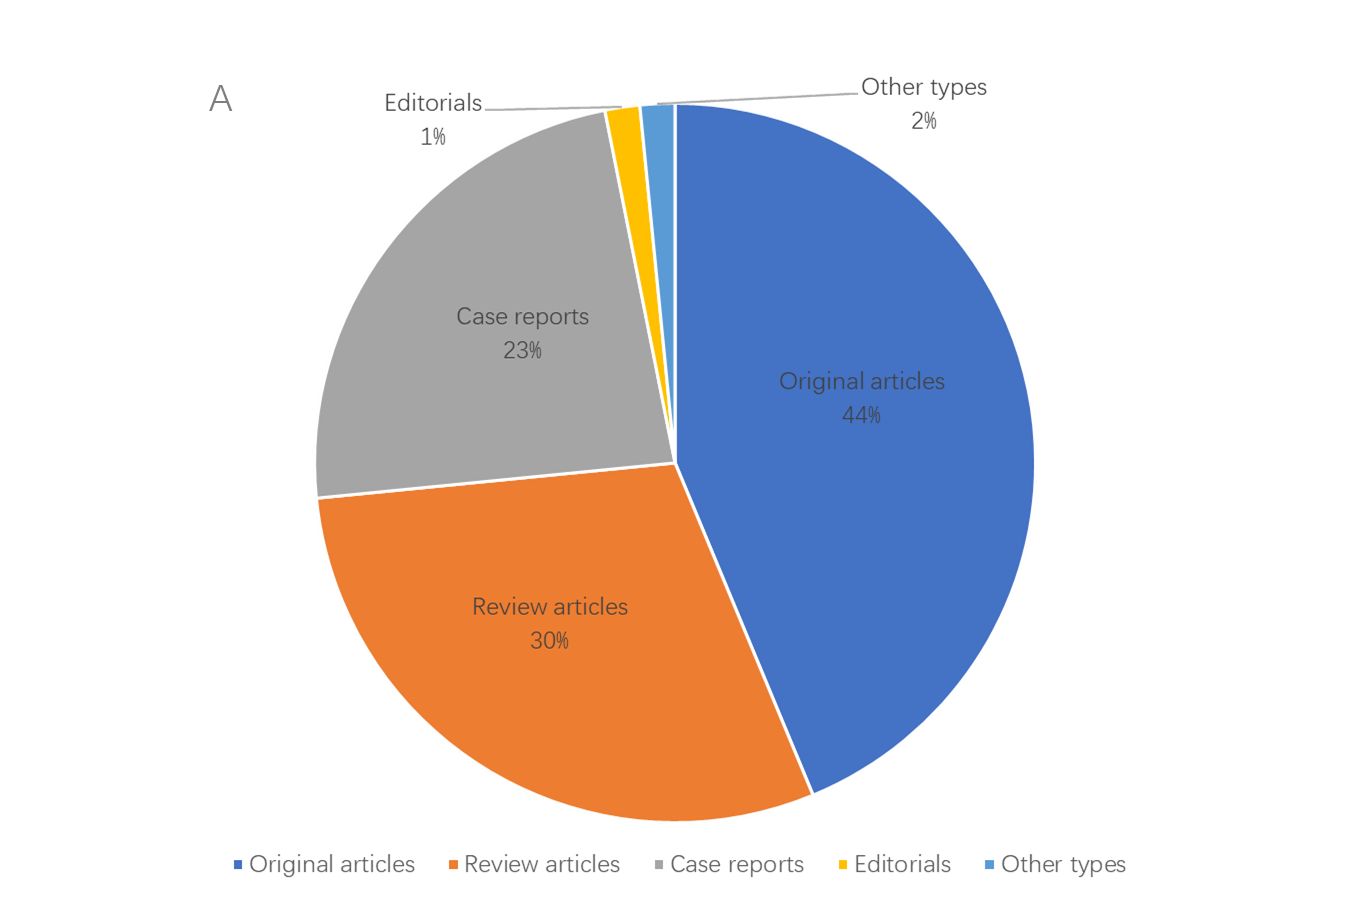 A
Editorials
1%
Other types
2%
Case reports
23%
Original articles
44%
Review articles
30%
Original articles Review articles Case reports Editorials Other types